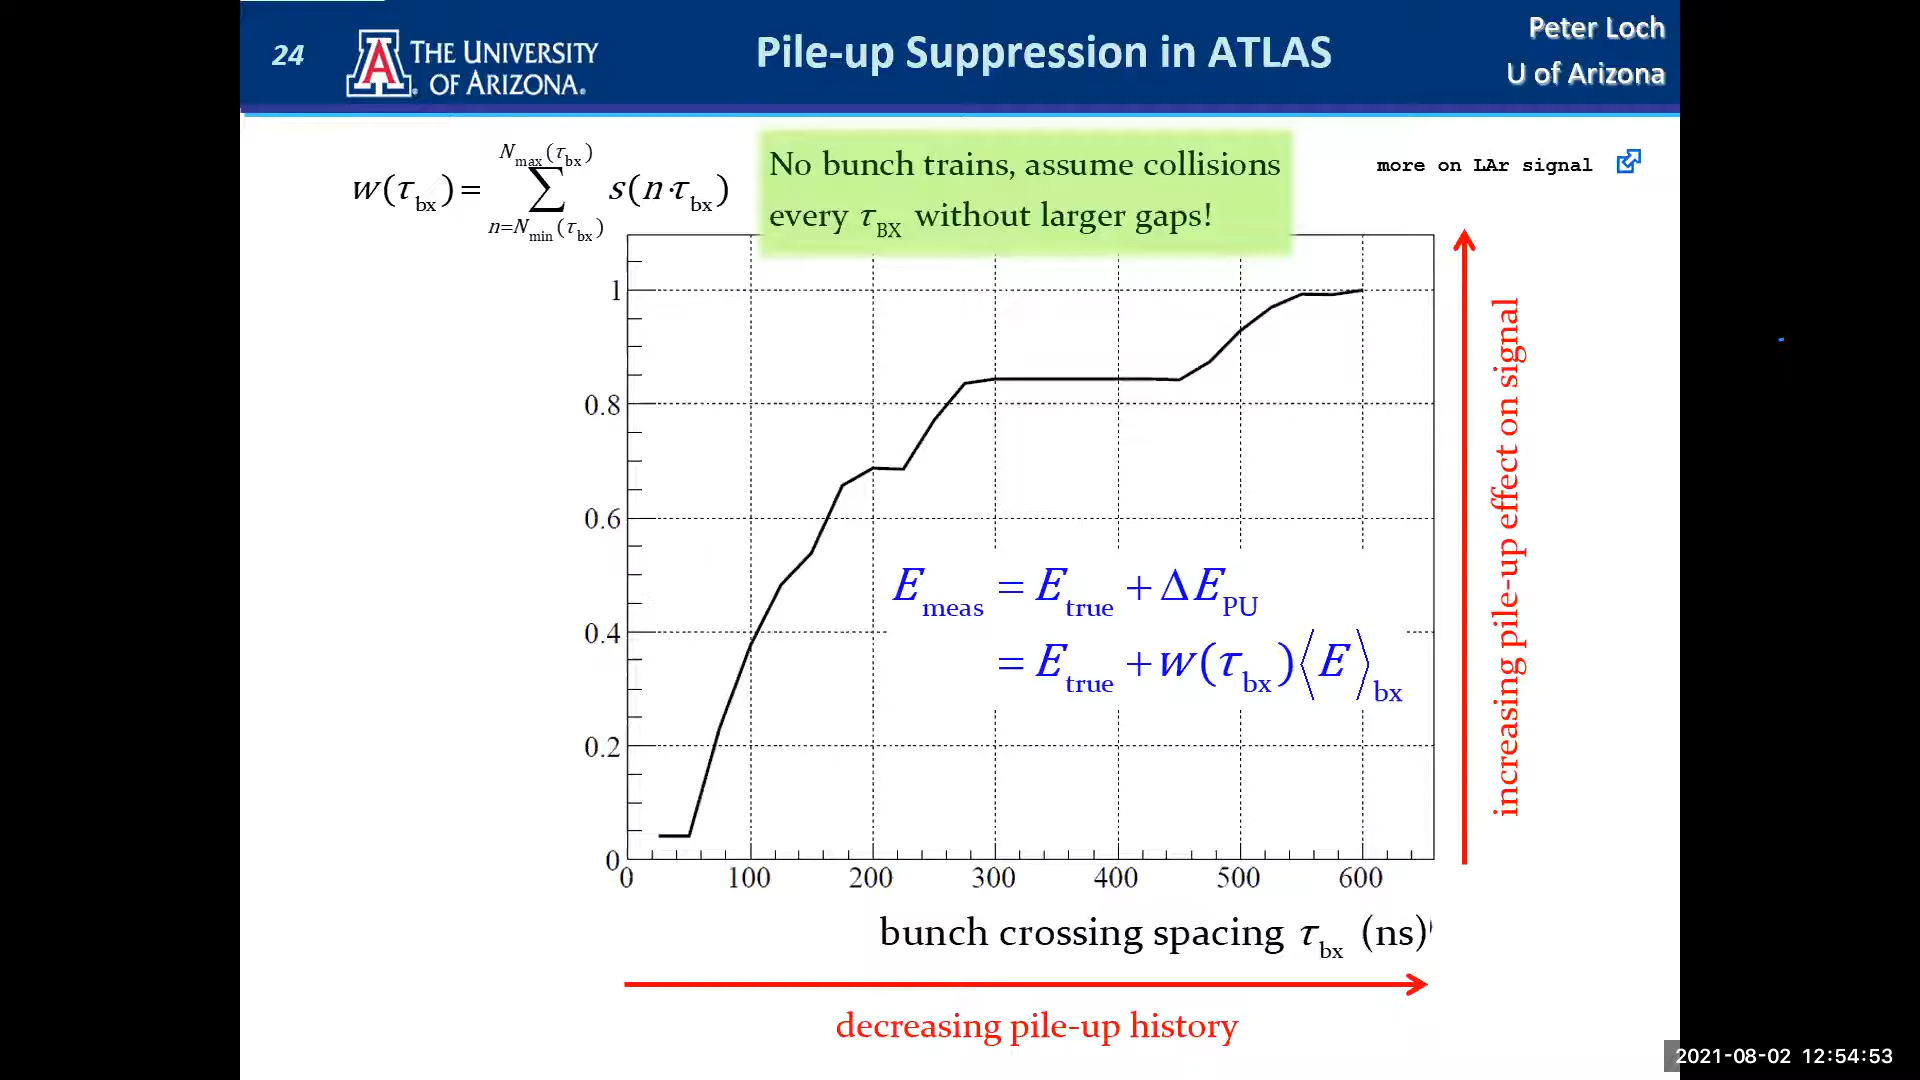 24
THE UNIVERSITY
OF ARIZONA.
Pile-up Suppression in ATLAS
Peter Loch
U of Arizona
w(τbx) = ∑ s(n·τbx)
Nmax(τbx)
n=Nmin(τbx)
No bunch trains, assume collisions
every τBX without larger gaps!
more on LAr signal
1
0.8
0.6
0.4
0.2
0
0 100 200 300 400 500 600
Emeas = Etrue + ΔEPU
= Etrue + w(τbx)⟨E⟩bx
increasing pile-up effect on signal
bunch crossing spacing τbx (ns)
decreasing pile-up history
2021-08-02 12:54:53